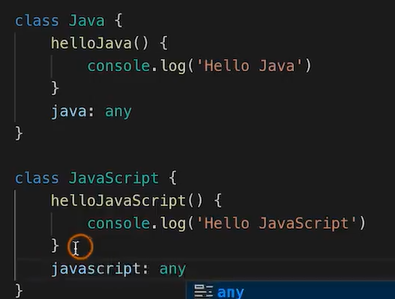 class Java {
    helloJava() {
        console.log('Hello Java')
    }
    java: any
}
class JavaScript {
    helloJavaScript() {
        console.log('Hello JavaScript')
    }
    javascript: any
}
any